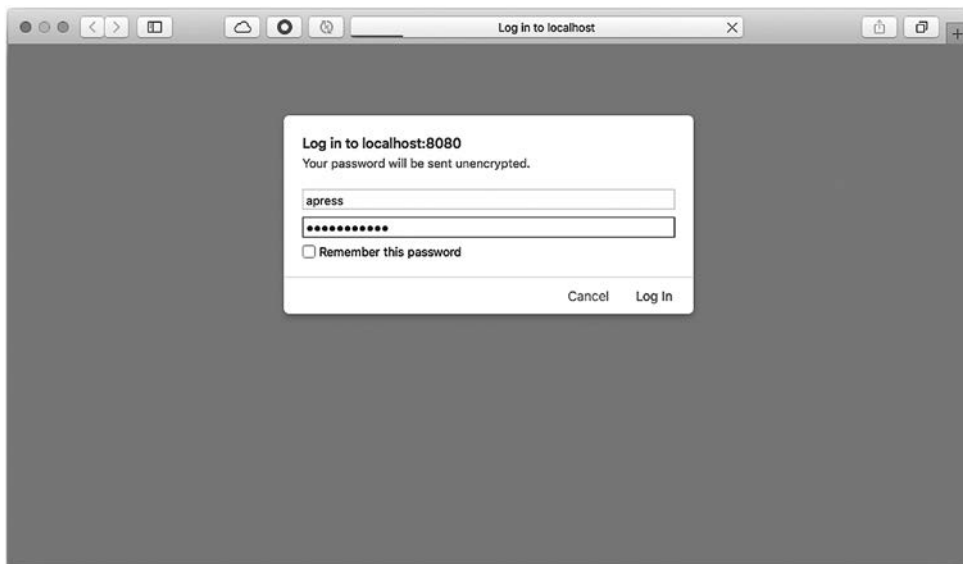 Log in to localhost
Log in to localhost:8080
Your password will be sent unencrypted.
apress
•••••••••••
Remember this password
Cancel Log In